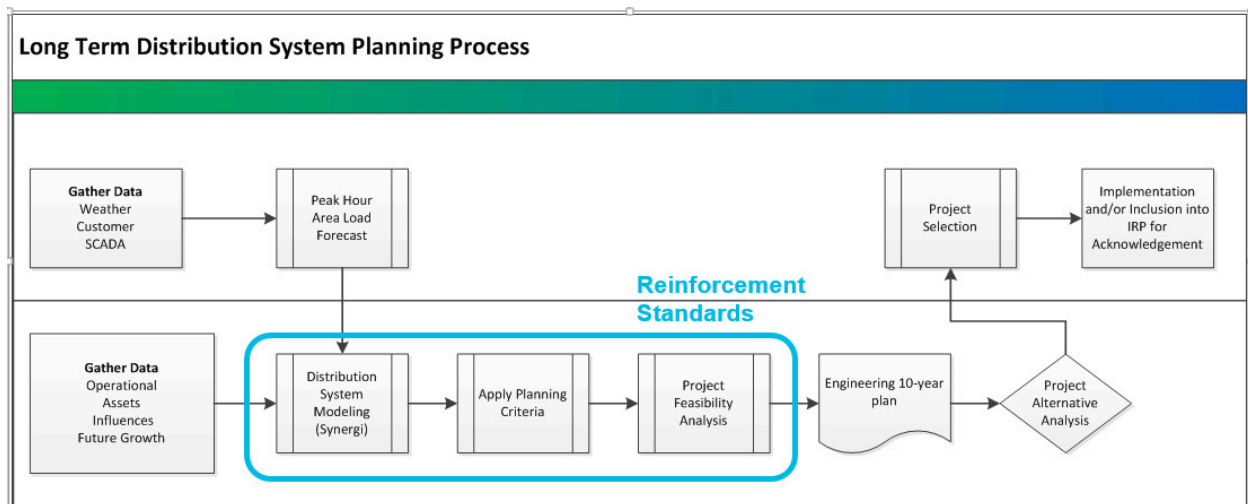 Long Term Distribution System Planning Process
Gather Data
Weather
Customer
SCADA
Peak Hour
Area Load
Forecast
Project
Selection
Implementation
and/or Inclusion into
IRP for
Acknowledgement
Reinforcement
Standards
Gather Data
Operational
Assets
Influences
Future Growth
Distribution
System
Modeling
(Synergi)
Apply Planning
Criteria
Project
Feasibility
Analysis
Engineering 10-year
plan
Project
Alternative
Analysis